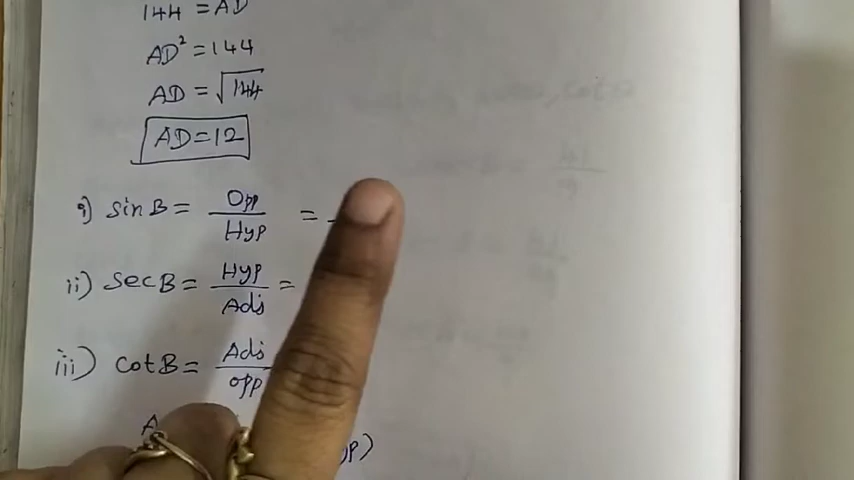 144 = AD
AD² = 144
AD = √144
AD = 12
i) sin B = Opp/Hyp =
ii) sec B = Hyp/Adj =
iii) cot B = Adj/opp
A
yp)